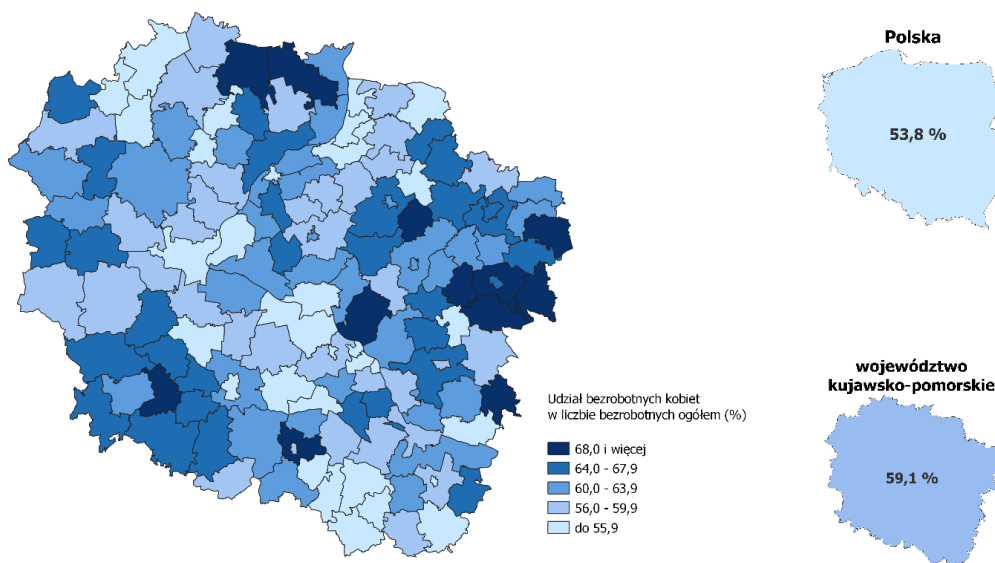 Polska
53,8 %
województwo
kujawsko-pomorskie
59,1 %
Udział bezrobotnych kobiet
w liczbie bezrobotnych ogółem (%)
68,0 i więcej
64,0 - 67,9
60,0 - 63,9
56,0 - 59,9
do 55,9